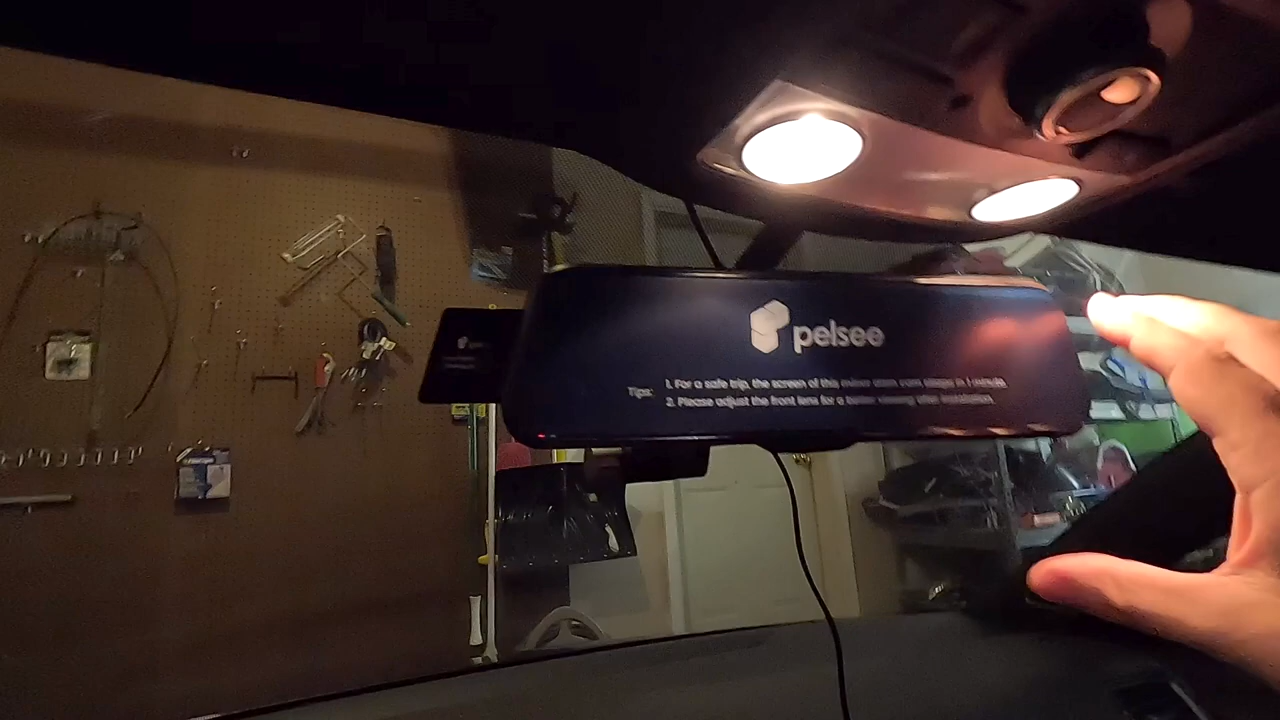 pelsee
Tips:
1. For a safe trip, the screen of this mirror
2. Please adjust the front lens for a better viewing after installation.